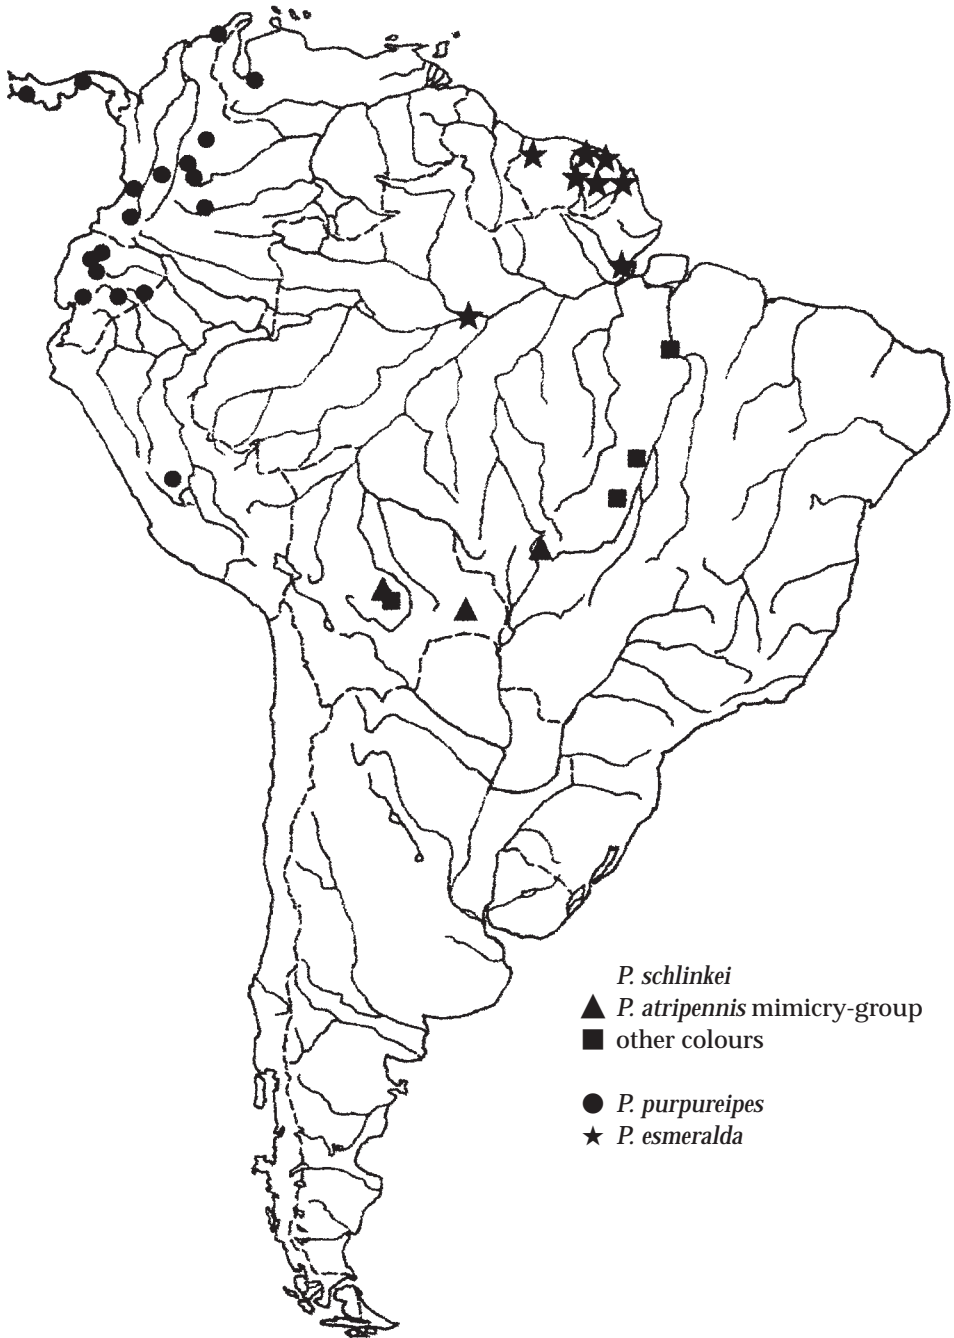 P. schlinkei
P. atripennis mimicry-group
other colours
P. purpureipes
P. esmeralda